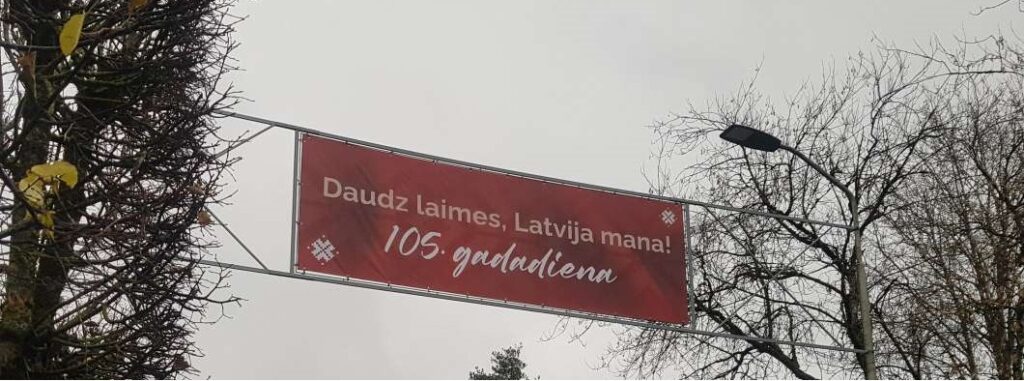 Daudz laimes, Latvija mana!
105. gadadiena